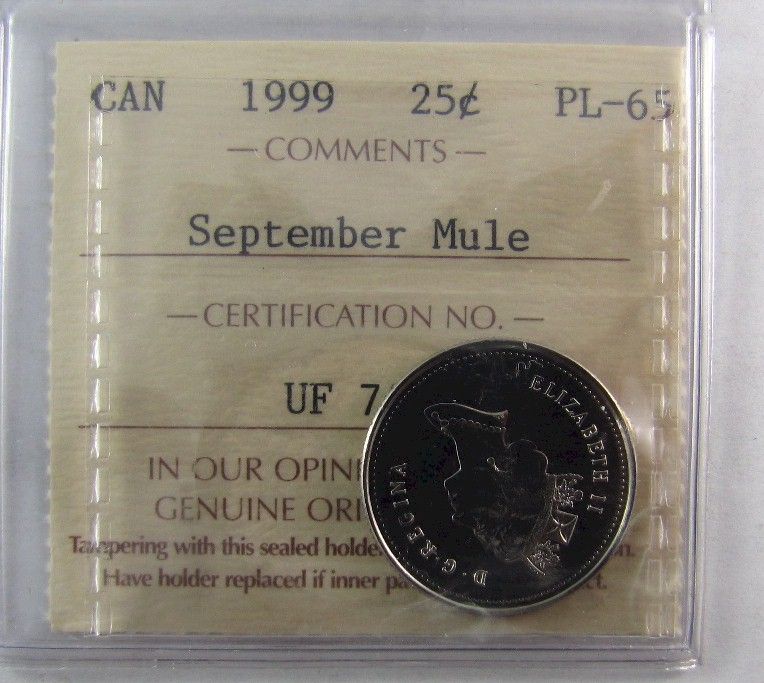 CAN 1999 25¢ PL-65
— COMMENTS —
September Mule
— CERTIFICATION NO. —
UF 7
IN OUR OPIN
GENUINE ORI
Tampering with this sealed holde n.
Have holder replaced if inner pa ct.
ELIZABETH II
D·G·REGINA